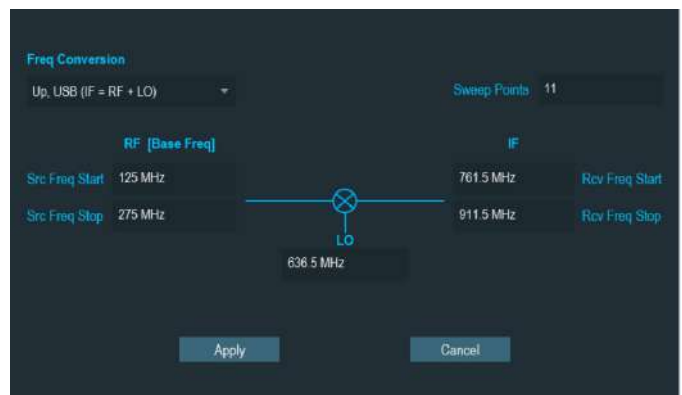 Freq Conversion
Up, USB (IF = RF + LO)
Sweep Points 11
RF [Base Freq]
IF
Src Freq Start 125 MHz
761.5 MHz Rcv Freq Start
Src Freq Stop 275 MHz
911.5 MHz Rcv Freq Stop
LO
636.5 MHz
Apply
Cancel